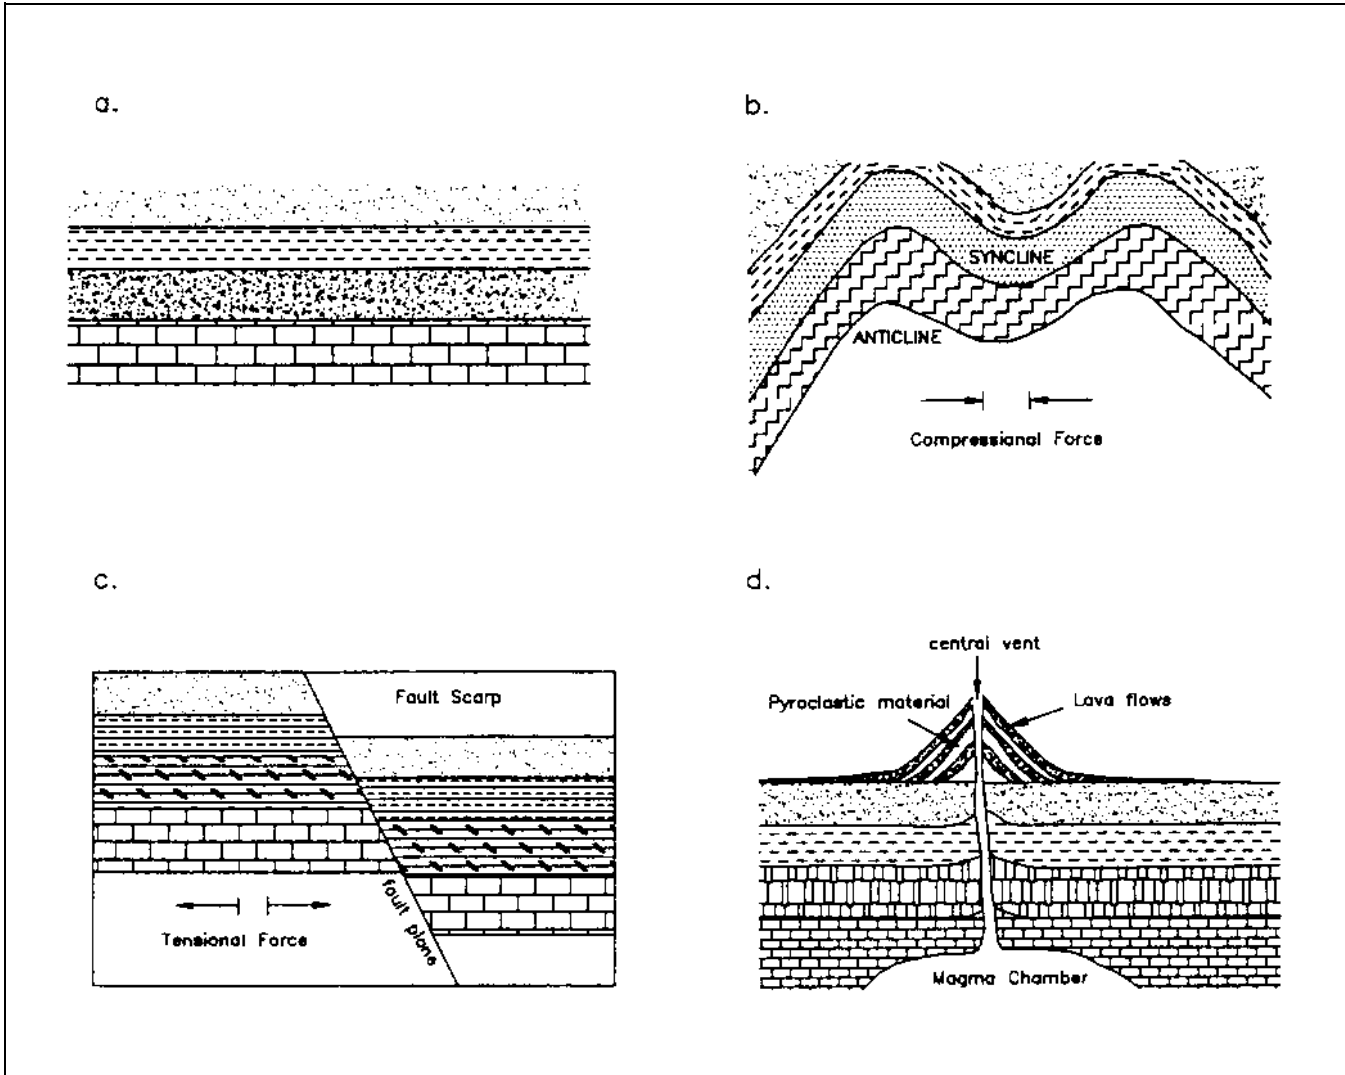 a.
b.
SYNCLINE
ANTICLINE
Compressional Force
c.
Fault Scarp
Tensional Force
fault plane
d.
central vent
Pyroclastic material
Lava flows
Magma Chamber